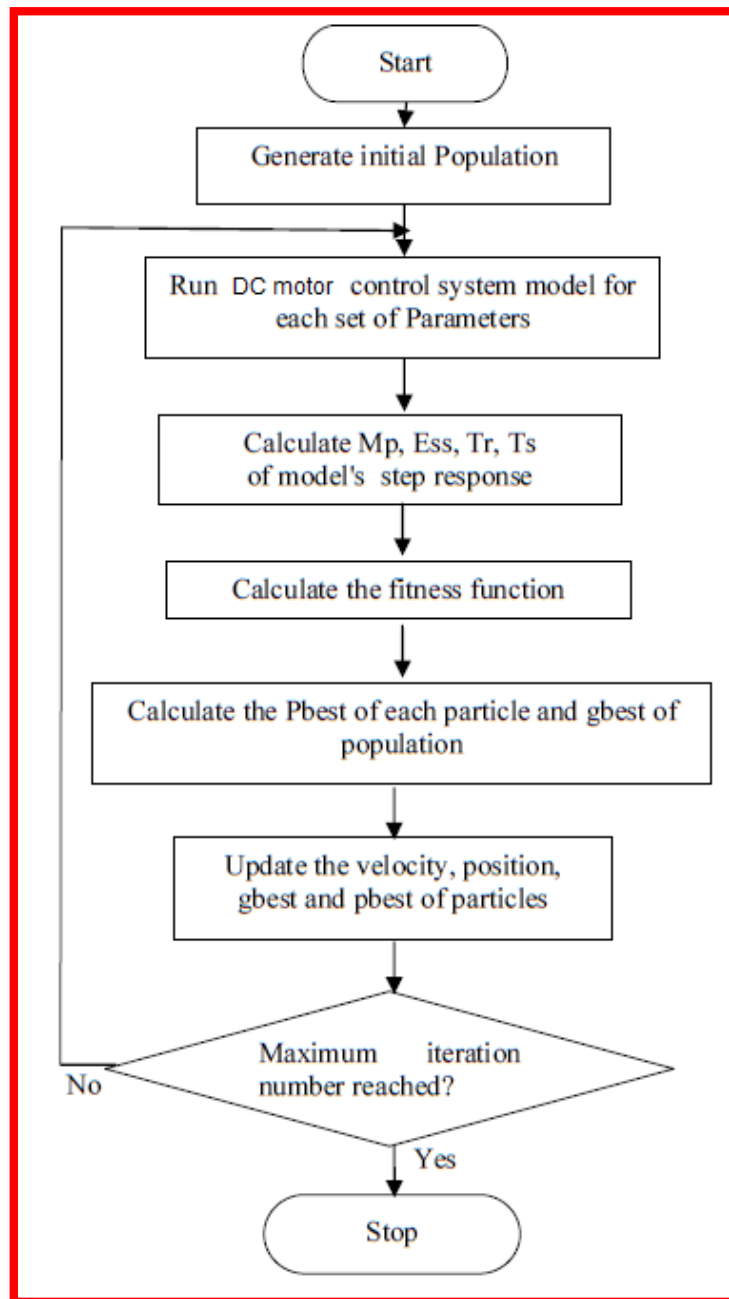 Start
Generate initial Population
Run DC motor control system model for
each set of Parameters
Calculate Mp, Ess, Tr, Ts
of model's step response
Calculate the fitness function
Calculate the Pbest of each particle and gbest of
population
Update the velocity, position,
gbest and pbest of particles
Maximum iteration
number reached?
No
Yes
Stop